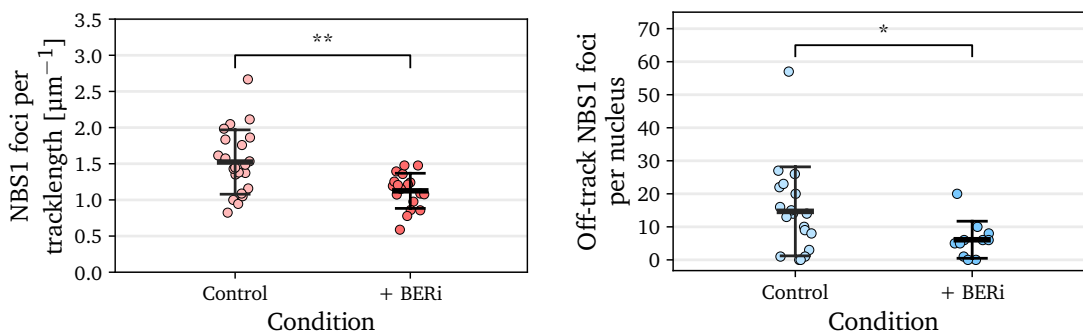 NBS1 foci per
tracklength [μm⁻¹]
3.5
3.0
2.5
2.0
1.5
1.0
0.5
0.0
**
Control
+ BERi
Condition
Off-track NBS1 foci
per nucleus
70
60
50
40
30
20
10
0
*
Control
+ BERi
Condition